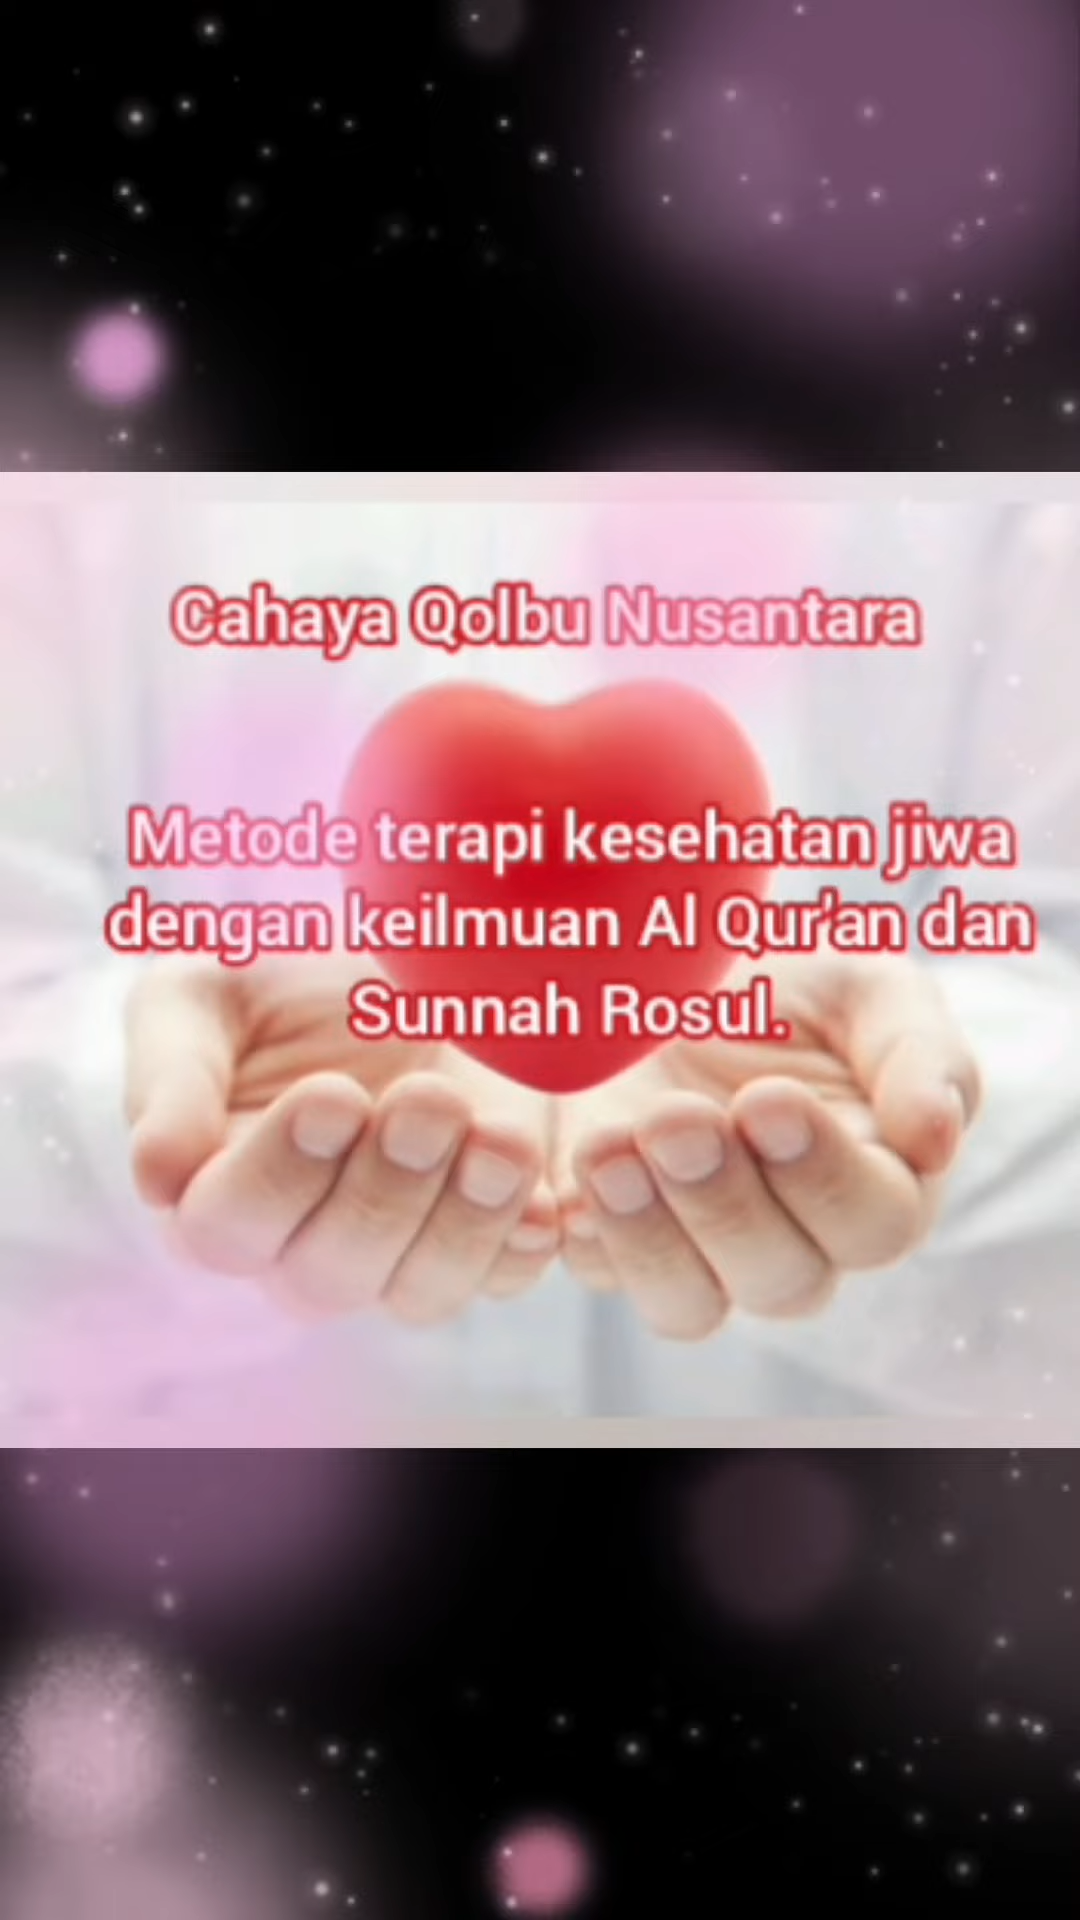 Cahaya Qolbu Nusantara
Metode terapi kesehatan jiwa
dengan keilmuan Al Qur'an dan
Sunnah Rosul.